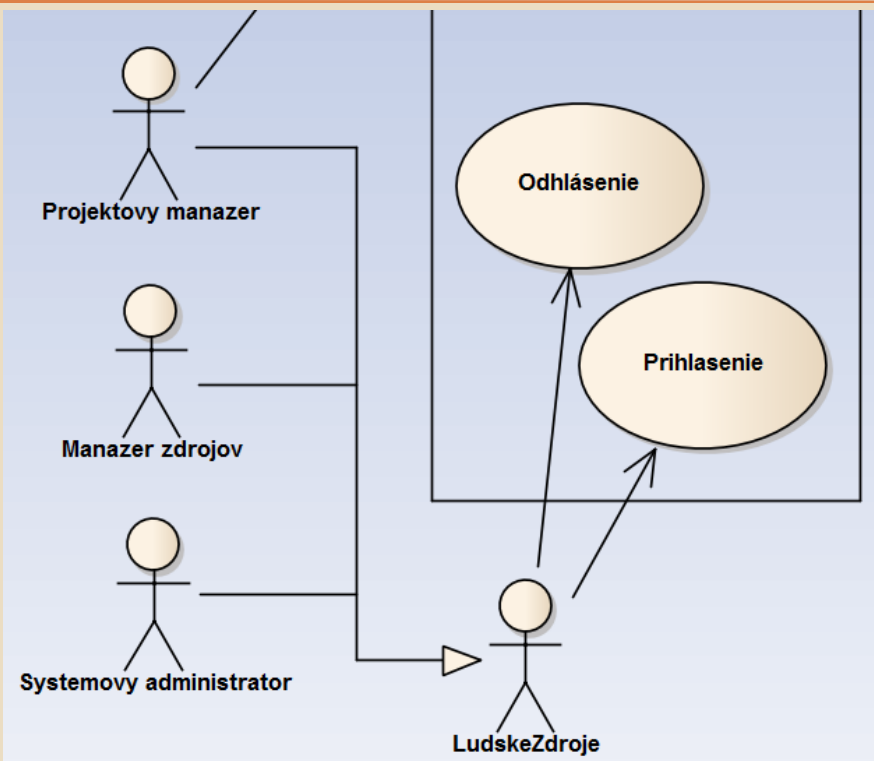 Projektovy manazer
Odhlásenie
Prihlasenie
Manazer zdrojov
Systemovy administrator
LudskeZdroje